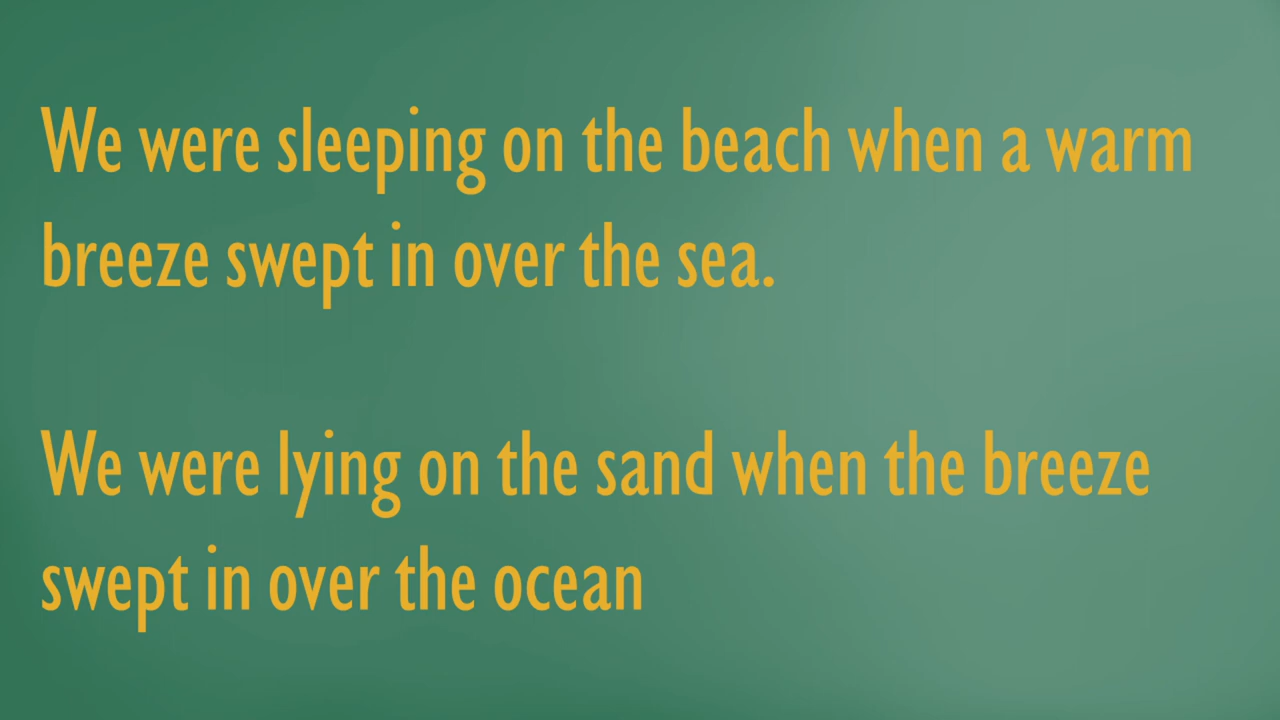 We were sleeping on the beach when a warm
breeze swept in over the sea.
We were lying on the sand when the breeze
swept in over the ocean